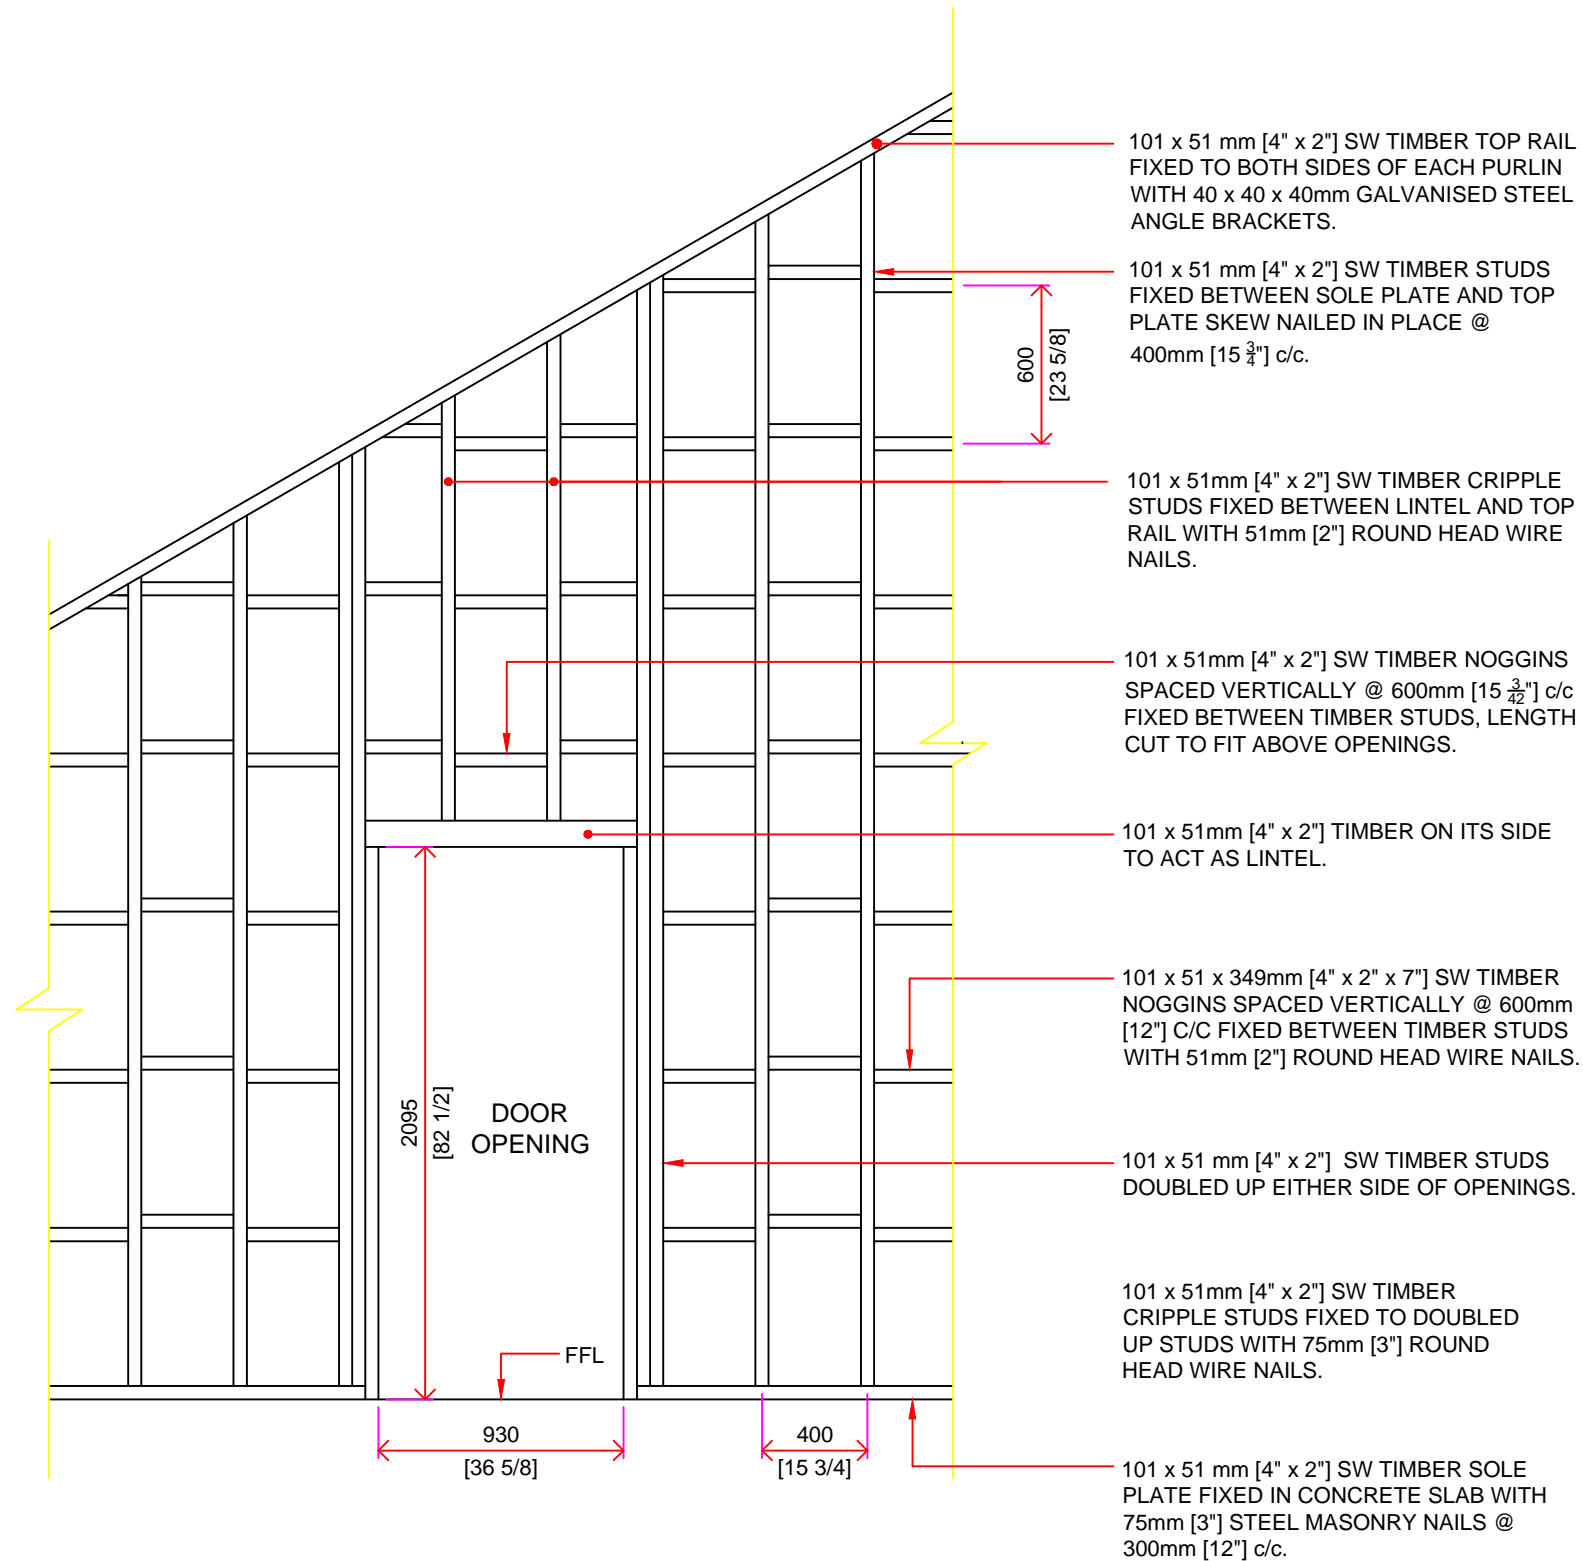 101 x 51 mm [4" x 2"] SW TIMBER TOP RAIL
FIXED TO BOTH SIDES OF EACH PURLIN
WITH 40 x 40 x 40mm GALVANISED STEEL
ANGLE BRACKETS.
101 x 51 mm [4" x 2"] SW TIMBER STUDS
FIXED BETWEEN SOLE PLATE AND TOP
PLATE SKEW NAILED IN PLACE @
400mm [15 3/4"] c/c.
600
[23 5/8]
101 x 51mm [4" x 2"] SW TIMBER CRIPPLE
STUDS FIXED BETWEEN LINTEL AND TOP
RAIL WITH 51mm [2"] ROUND HEAD WIRE
NAILS.
101 x 51mm [4" x 2"] SW TIMBER NOGGINS
SPACED VERTICALLY @ 600mm [15 3/42"] c/c
FIXED BETWEEN TIMBER STUDS, LENGTH
CUT TO FIT ABOVE OPENINGS.
101 x 51mm [4" x 2"] TIMBER ON ITS SIDE
TO ACT AS LINTEL.
101 x 51 x 349mm [4" x 2" x 7"] SW TIMBER
NOGGINS SPACED VERTICALLY @ 600mm
[12"] C/C FIXED BETWEEN TIMBER STUDS
WITH 51mm [2"] ROUND HEAD WIRE NAILS.
2095
[82 1/2]
DOOR
OPENING
101 x 51 mm [4" x 2"] SW TIMBER STUDS
DOUBLED UP EITHER SIDE OF OPENINGS.
101 x 51mm [4" x 2"] SW TIMBER
CRIPPLE STUDS FIXED TO DOUBLED
UP STUDS WITH 75mm [3"] ROUND
HEAD WIRE NAILS.
FFL
930
[36 5/8]
400
[15 3/4]
101 x 51 mm [4" x 2"] SW TIMBER SOLE
PLATE FIXED IN CONCRETE SLAB WITH
75mm [3"] STEEL MASONRY NAILS @
300mm [12"] c/c.